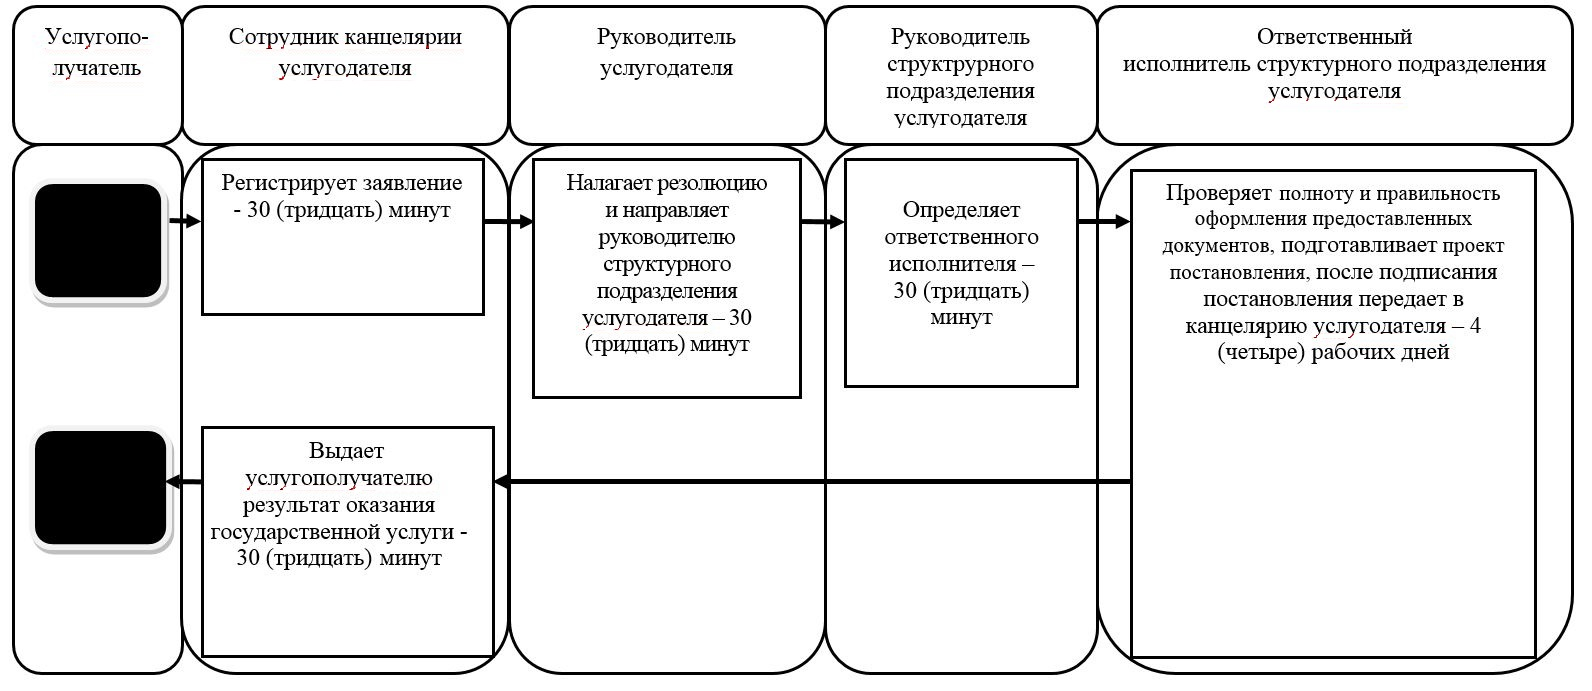 Услугопо-
лучатель
Сотрудник канцелярии
услугодателя
Руководитель
услугодателя
Руководитель
структрурного
подразделения
услугодателя
Ответственный
исполнитель структурного подразделения
услугодателя
Регистрирует заявление
- 30 (тридцать) минут
Налагает резолюцию
и направляет
руководителю
структурного
подразделения
услугодателя – 30
(тридцать) минут
Определяет
ответственного
исполнителя –
30 (тридцать)
минут
Проверяет полноту и правильность
оформления предоставленных
документов, подготавливает проект
постановления, после подписания
постановления передает в
канцелярию услугодателя – 4
(четыре) рабочих дней
Выдает
услугополучателю
результат оказания
государственной услуги -
30 (тридцать) минут